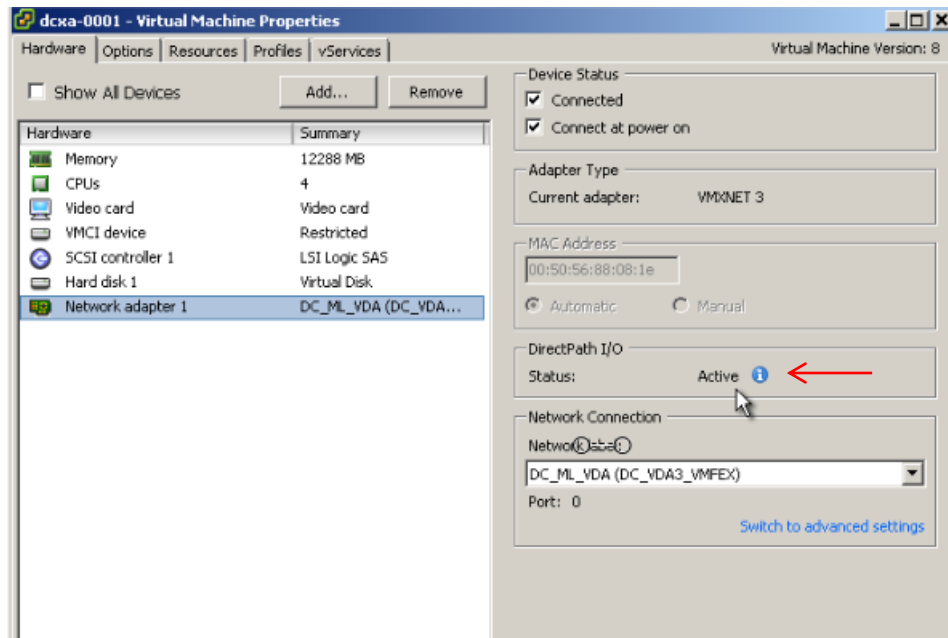 dcxa-0001 - Virtual Machine Properties
Hardware Options Resources Profiles vServices Virtual Machine Version: 8
Show All Devices Add... Remove
Hardware Summary
Memory 12288 MB
CPUs 4
Video card Video card
VMCI device Restricted
SCSI controller 1 LSI Logic SAS
Hard disk 1 Virtual Disk
Network adapter 1 DC_ML_VDA (DC_VDA...
Device Status
Connected
Connect at power on
Adapter Type
Current adapter: VMXNET 3
MAC Address
00:50:56:88:08:1e
Automatic Manual
DirectPath I/O
Status: Active
Network Connection
DC_ML_VDA (DC_VDA3_VMFEX)
Port: 0
Switch to advanced settings